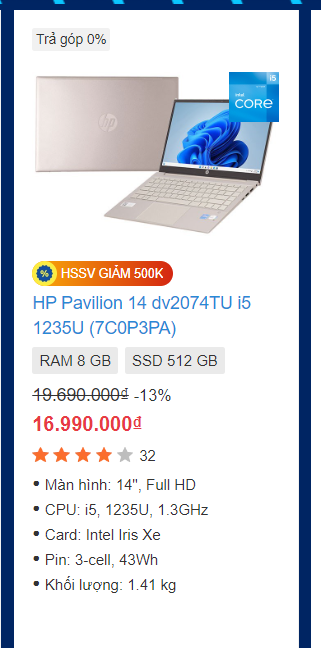 Trả góp 0%
i5
intel
CORE
hp
HSSV GIẢM 500K
HP Pavilion 14 dv2074TU i5
1235U (7C0P3PA)
RAM 8 GB SSD 512 GB
19.690.000₫ -13%
16.990.000₫
32
• Màn hình: 14", Full HD
• CPU: i5, 1235U, 1.3GHz
• Card: Intel Iris Xe
• Pin: 3-cell, 43Wh
• Khối lượng: 1.41 kg